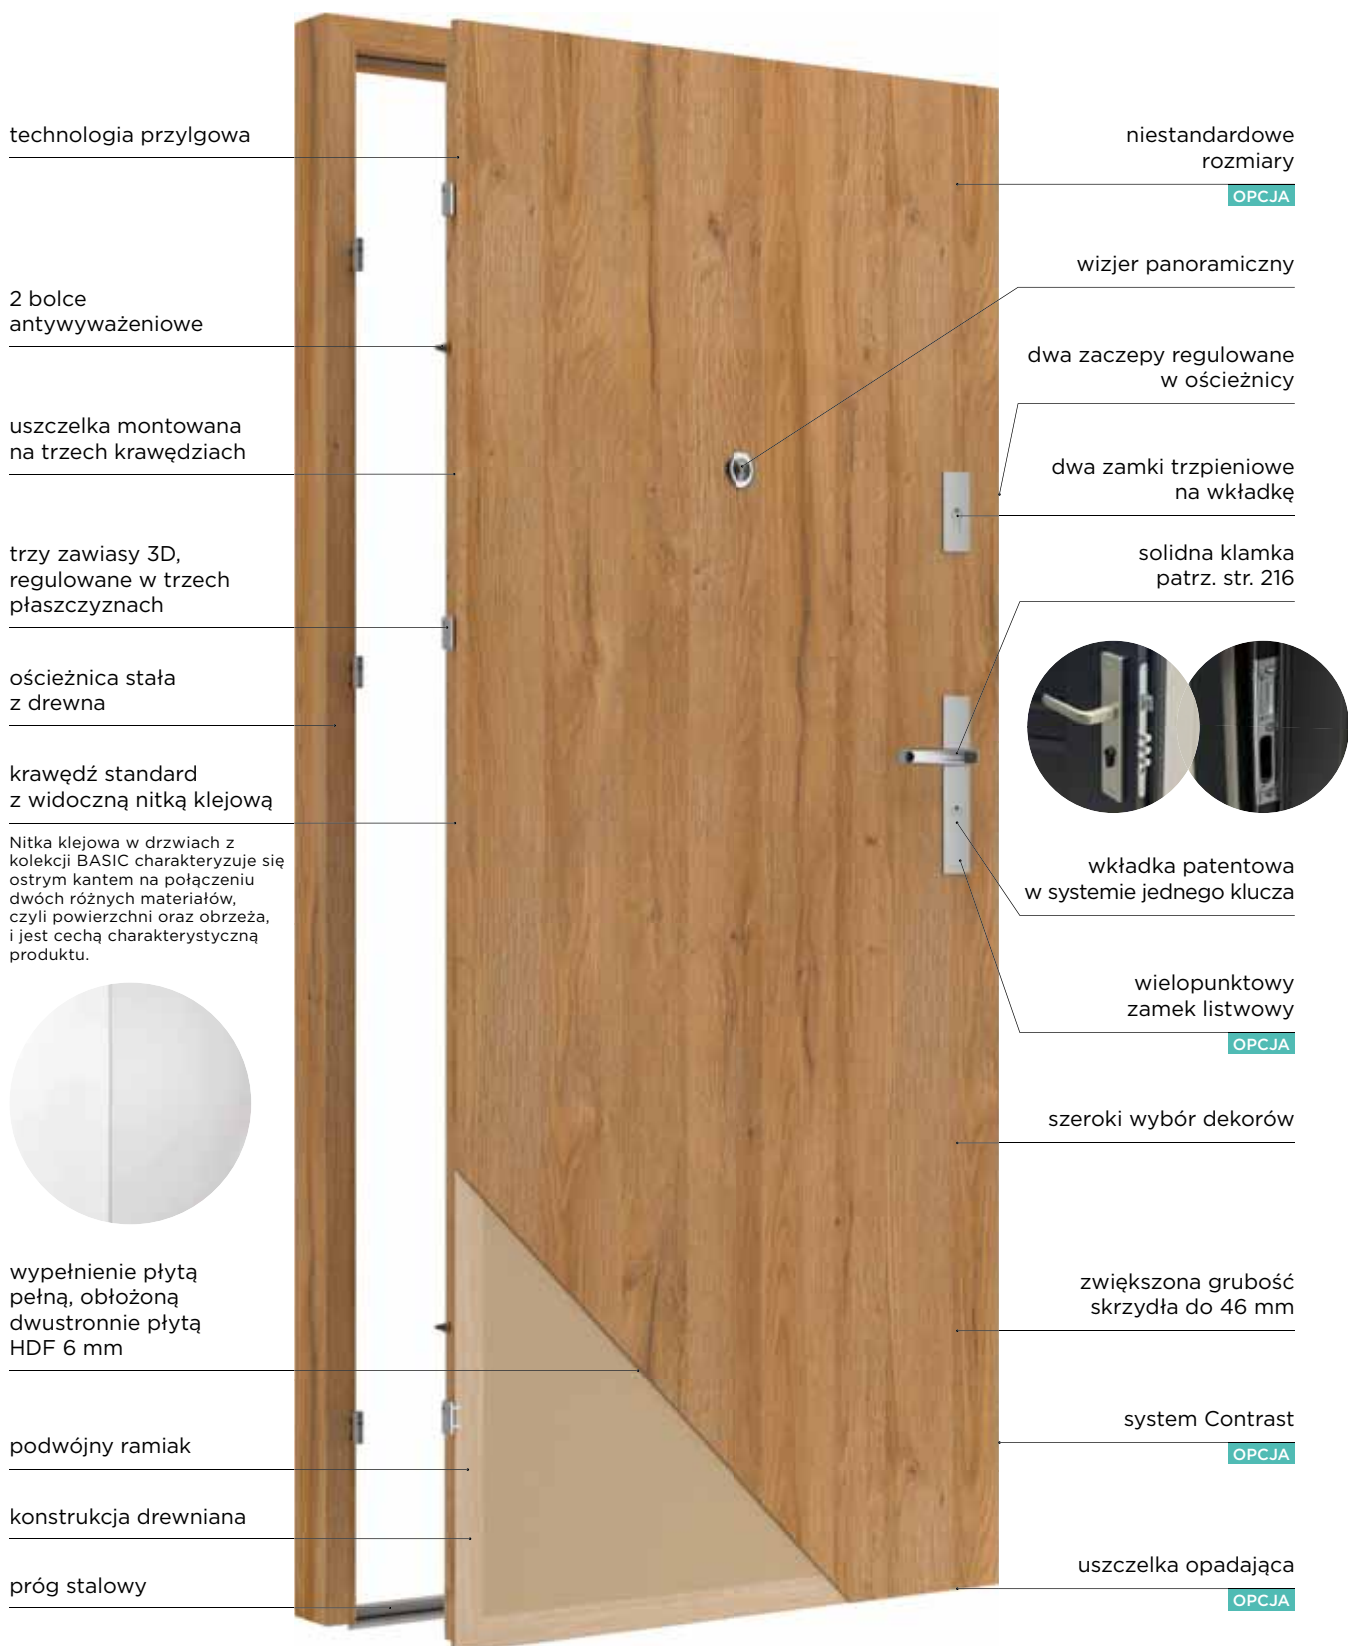 technologia przylgowa
2 bolce
antywyważeniowe
uszczelka montowana
na trzech krawędziach
trzy zawiasy 3D,
regulowane w trzech
płaszczyznach
ościeżnica stała
z drewna
krawędź standard
z widoczną nitką klejową
Nitka klejowa w drzwiach z
kolekcji BASIC charakteryzuje się
ostrym kantem na połączeniu
dwóch różnych materiałów,
czyli powierzchni oraz obrzeża,
i jest cechą charakterystyczną
produktu.
wypełnienie płytą
pełną, obłożoną
dwustronnie płytą
HDF 6 mm
podwójny ramiak
konstrukcja drewniana
próg stalowy
niestandardowe
rozmiary
OPCJA
wizjer panoramiczny
dwa zaczepy regulowane
w ościeżnicy
dwa zamki trzpieniowe
na wkładkę
solidna klamka
patrz. str. 216
wkładka patentowa
w systemie jednego klucza
wielopunktowy
zamek listwowy
OPCJA
szeroki wybór dekorów
zwiększona grubość
skrzydła do 46 mm
system Contrast
OPCJA
uszczelka opadająca
OPCJA